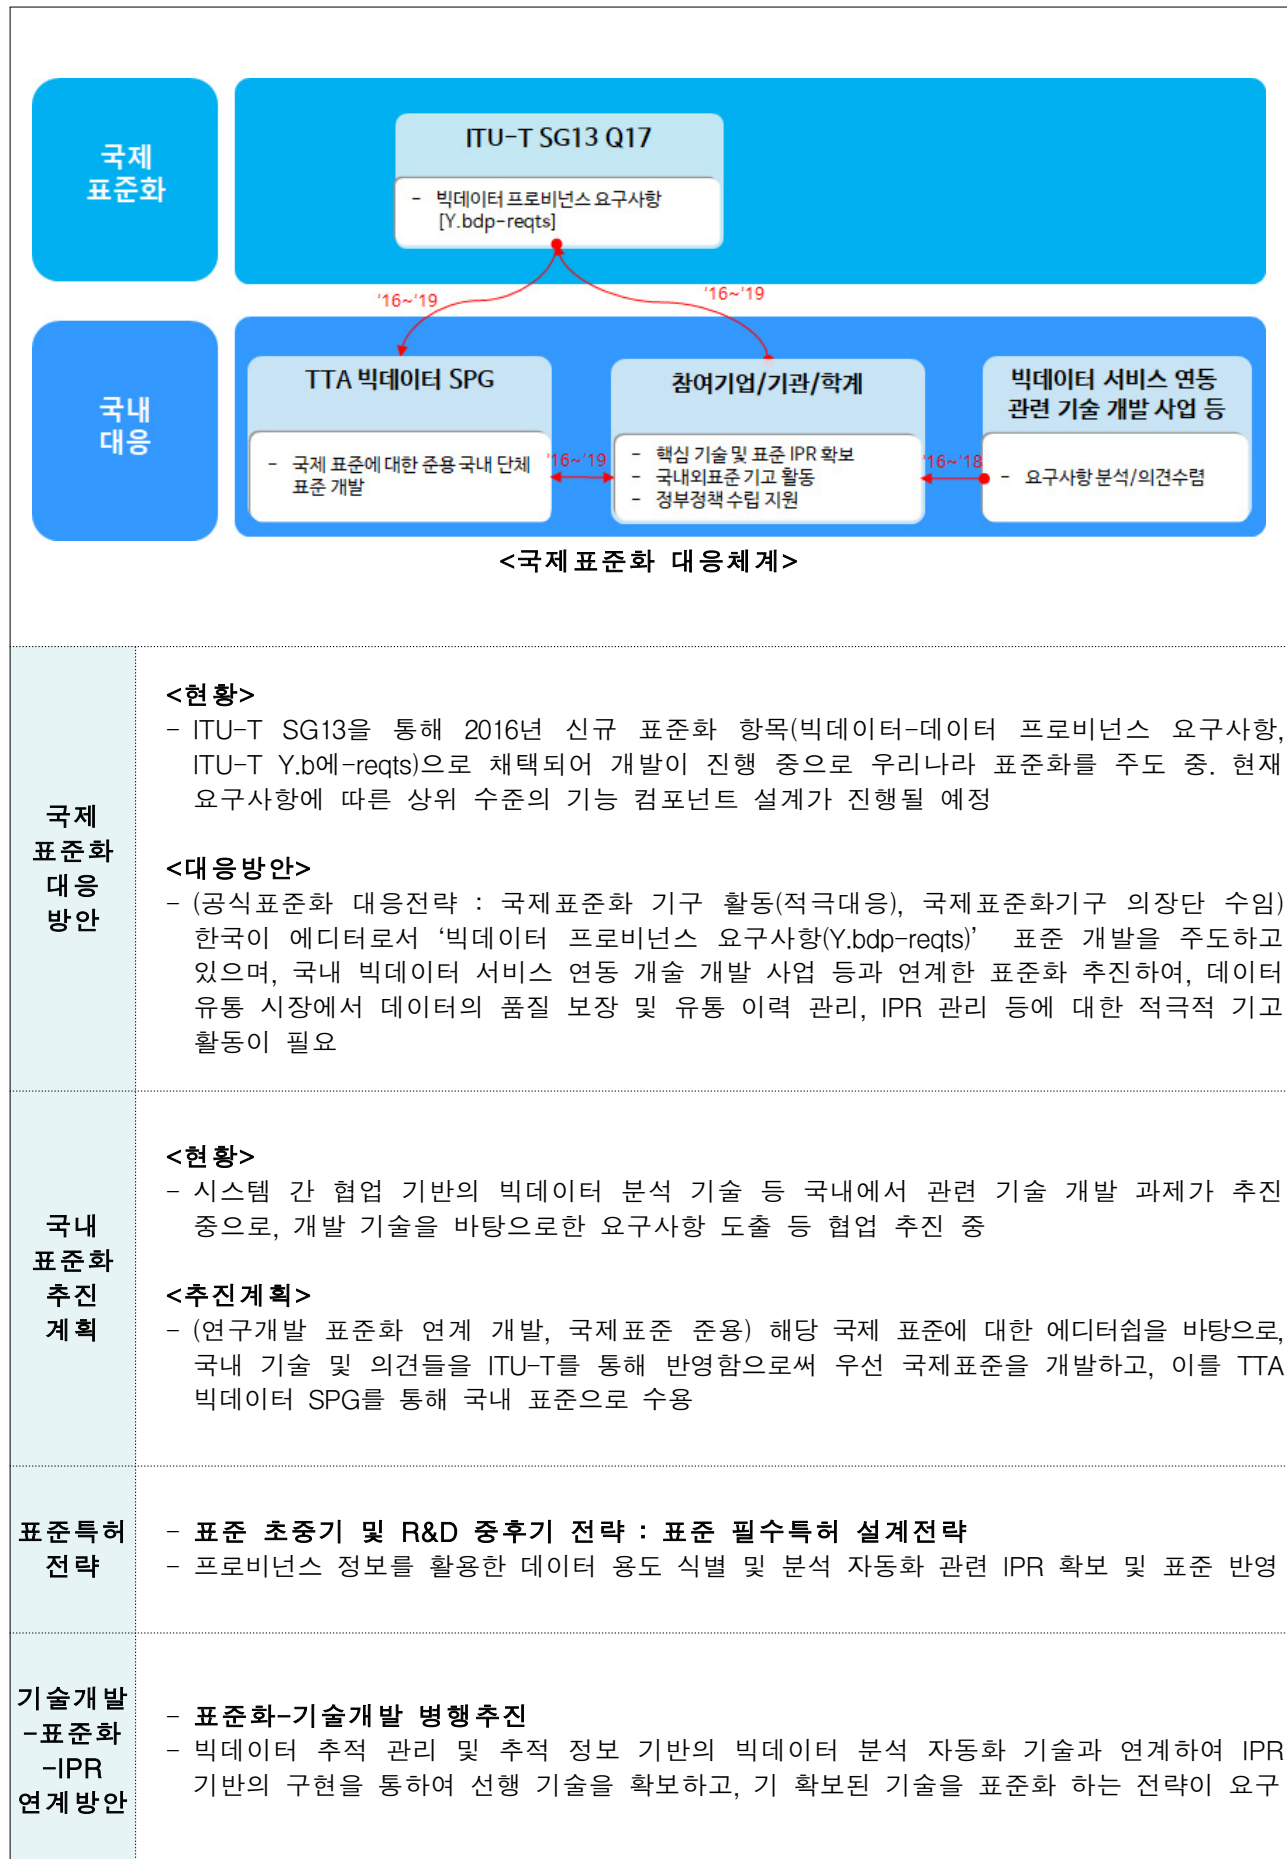 국제
표준화
ITU-T SG13 Q17
- 빅데이터 프로비넌스 요구사항
[Y.bdp-reqts]
'16~'19
'16~'19
국내
대응
TTA 빅데이터 SPG
- 국제 표준에 대한 준용 국내 단체
표준 개발
'16~'19
참여기업/기관/학계
- 핵심 기술 및 표준 IPR 확보
- 국내외표준 기고 활동
- 정부정책 수립 지원
'16~'18
빅데이터 서비스 연동
관련 기술 개발 사업 등
- 요구사항 분석/의견수렴
<국제표준화 대응체계>
국제
표준화
대응
방안
<현황>
- ITU-T SG13을 통해 2016년 신규 표준화 항목(빅데이터-데이터 프로비넌스 요구사항,
ITU-T Y.b에-reqts)으로 채택되어 개발이 진행 중으로 우리나라 표준화를 주도 중. 현재
요구사항에 따른 상위 수준의 기능 컴포넌트 설계가 진행될 예정
<대응방안>
- (공식표준화 대응전략 : 국제표준화 기구 활동(적극대응), 국제표준화기구 의장단 수임)
한국이 에디터로서 ‘빅데이터 프로비넌스 요구사항(Y.bdp-reqts)’ 표준 개발을 주도하고
있으며, 국내 빅데이터 서비스 연동 개술 개발 사업 등과 연계한 표준화 추진하여, 데이터
유통 시장에서 데이터의 품질 보장 및 유통 이력 관리, IPR 관리 등에 대한 적극적 기고
활동이 필요
국내
표준화
추진
계획
<현황>
- 시스템 간 협업 기반의 빅데이터 분석 기술 등 국내에서 관련 기술 개발 과제가 추진
중으로, 개발 기술을 바탕으로한 요구사항 도출 등 협업 추진 중
<추진계획>
- (연구개발 표준화 연계 개발, 국제표준 준용) 해당 국제 표준에 대한 에디터쉽을 바탕으로,
국내 기술 및 의견들을 ITU-T를 통해 반영함으로써 우선 국제표준을 개발하고, 이를 TTA
빅데이터 SPG를 통해 국내 표준으로 수용
표준특허
전략
- 표준 초중기 및 R&D 중후기 전략 : 표준 필수특허 설계전략
- 프로비넌스 정보를 활용한 데이터 용도 식별 및 분석 자동화 관련 IPR 확보 및 표준 반영
기술개발
-표준화
-IPR
연계방안
- 표준화-기술개발 병행추진
- 빅데이터 추적 관리 및 추적 정보 기반의 빅데이터 분석 자동화 기술과 연계하여 IPR
기반의 구현을 통하여 선행 기술을 확보하고, 기 확보된 기술을 표준화 하는 전략이 요구